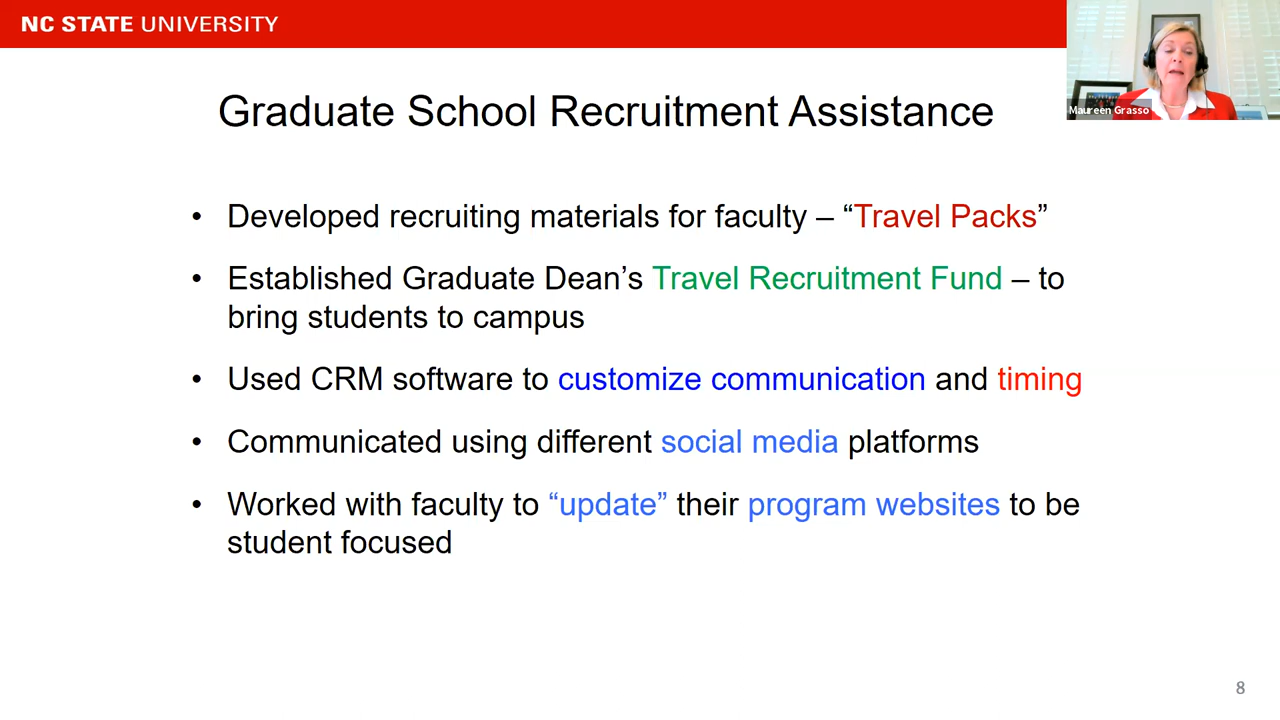 NC STATE UNIVERSITY
Maureen Grasso
Graduate School Recruitment Assistance
• Developed recruiting materials for faculty – “Travel Packs”
• Established Graduate Dean’s Travel Recruitment Fund – to
bring students to campus
• Used CRM software to customize communication and timing
• Communicated using different social media platforms
• Worked with faculty to “update” their program websites to be
student focused
8